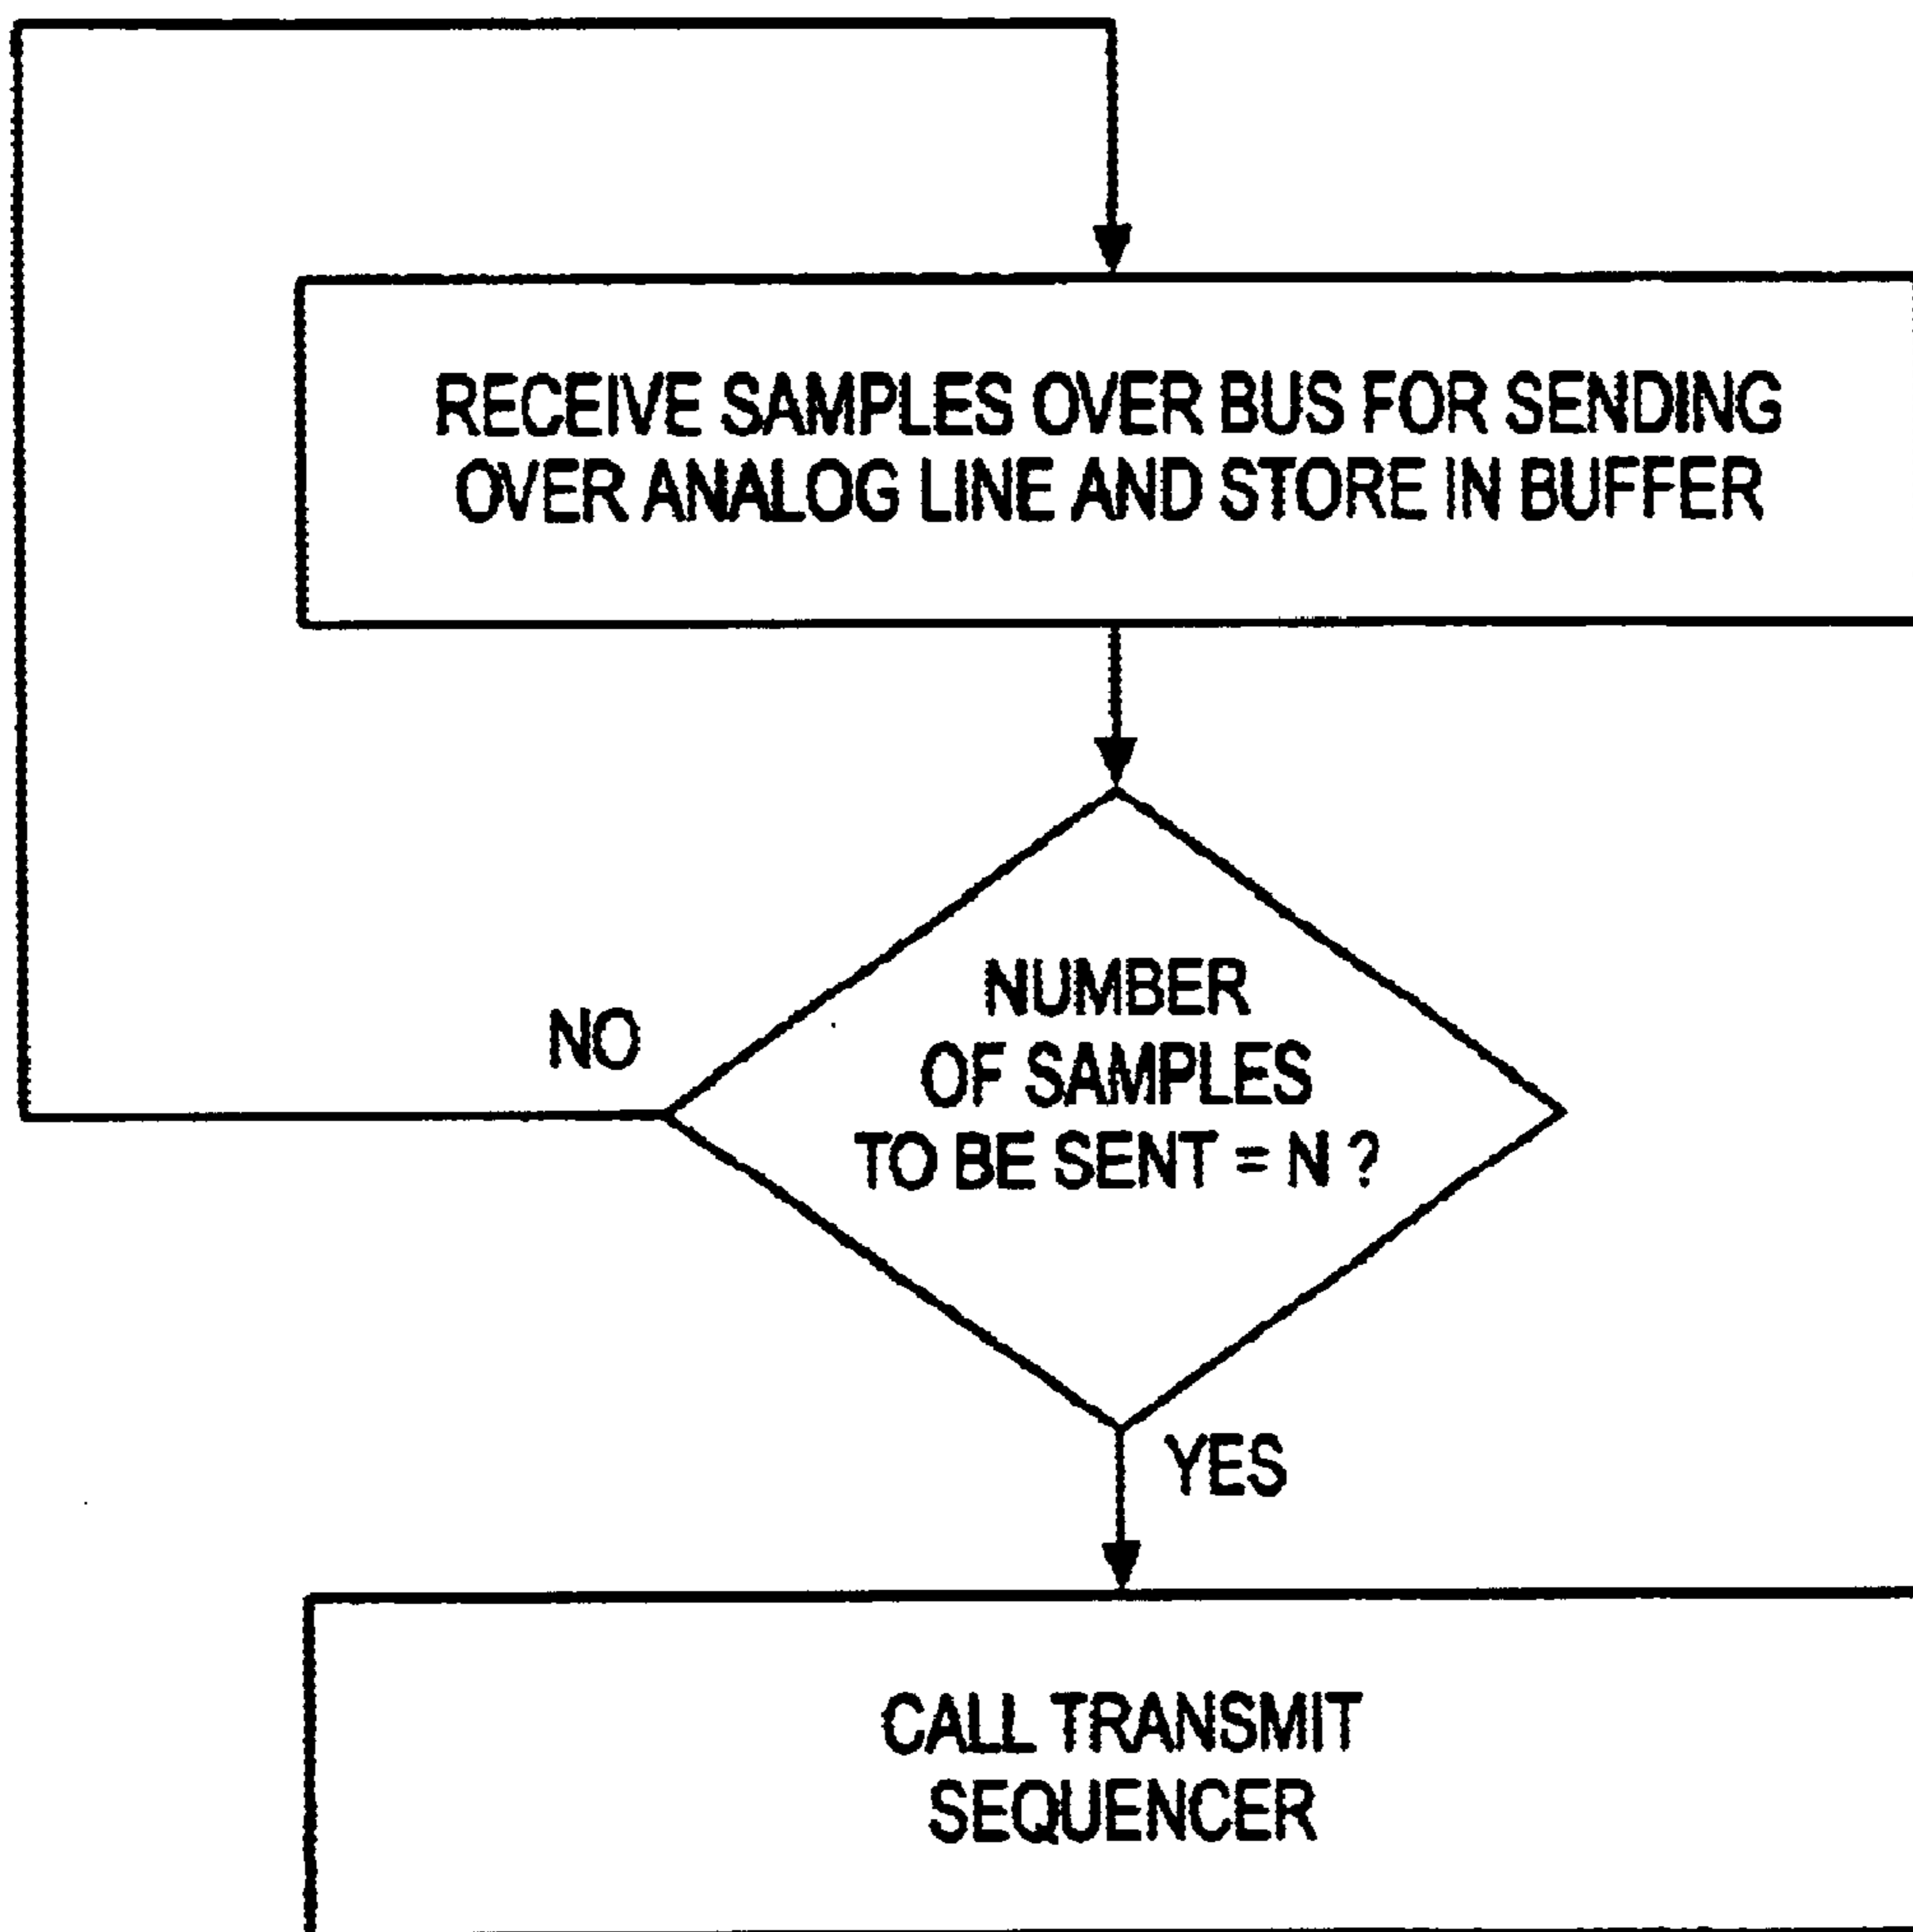 RECEIVE SAMPLES OVER BUS FOR SENDING
OVER ANALOG LINE AND STORE IN BUFFER
NUMBER
OF SAMPLES
TO BE SENT = N ?
NO
YES
CALL TRANSMIT
SEQUENCER